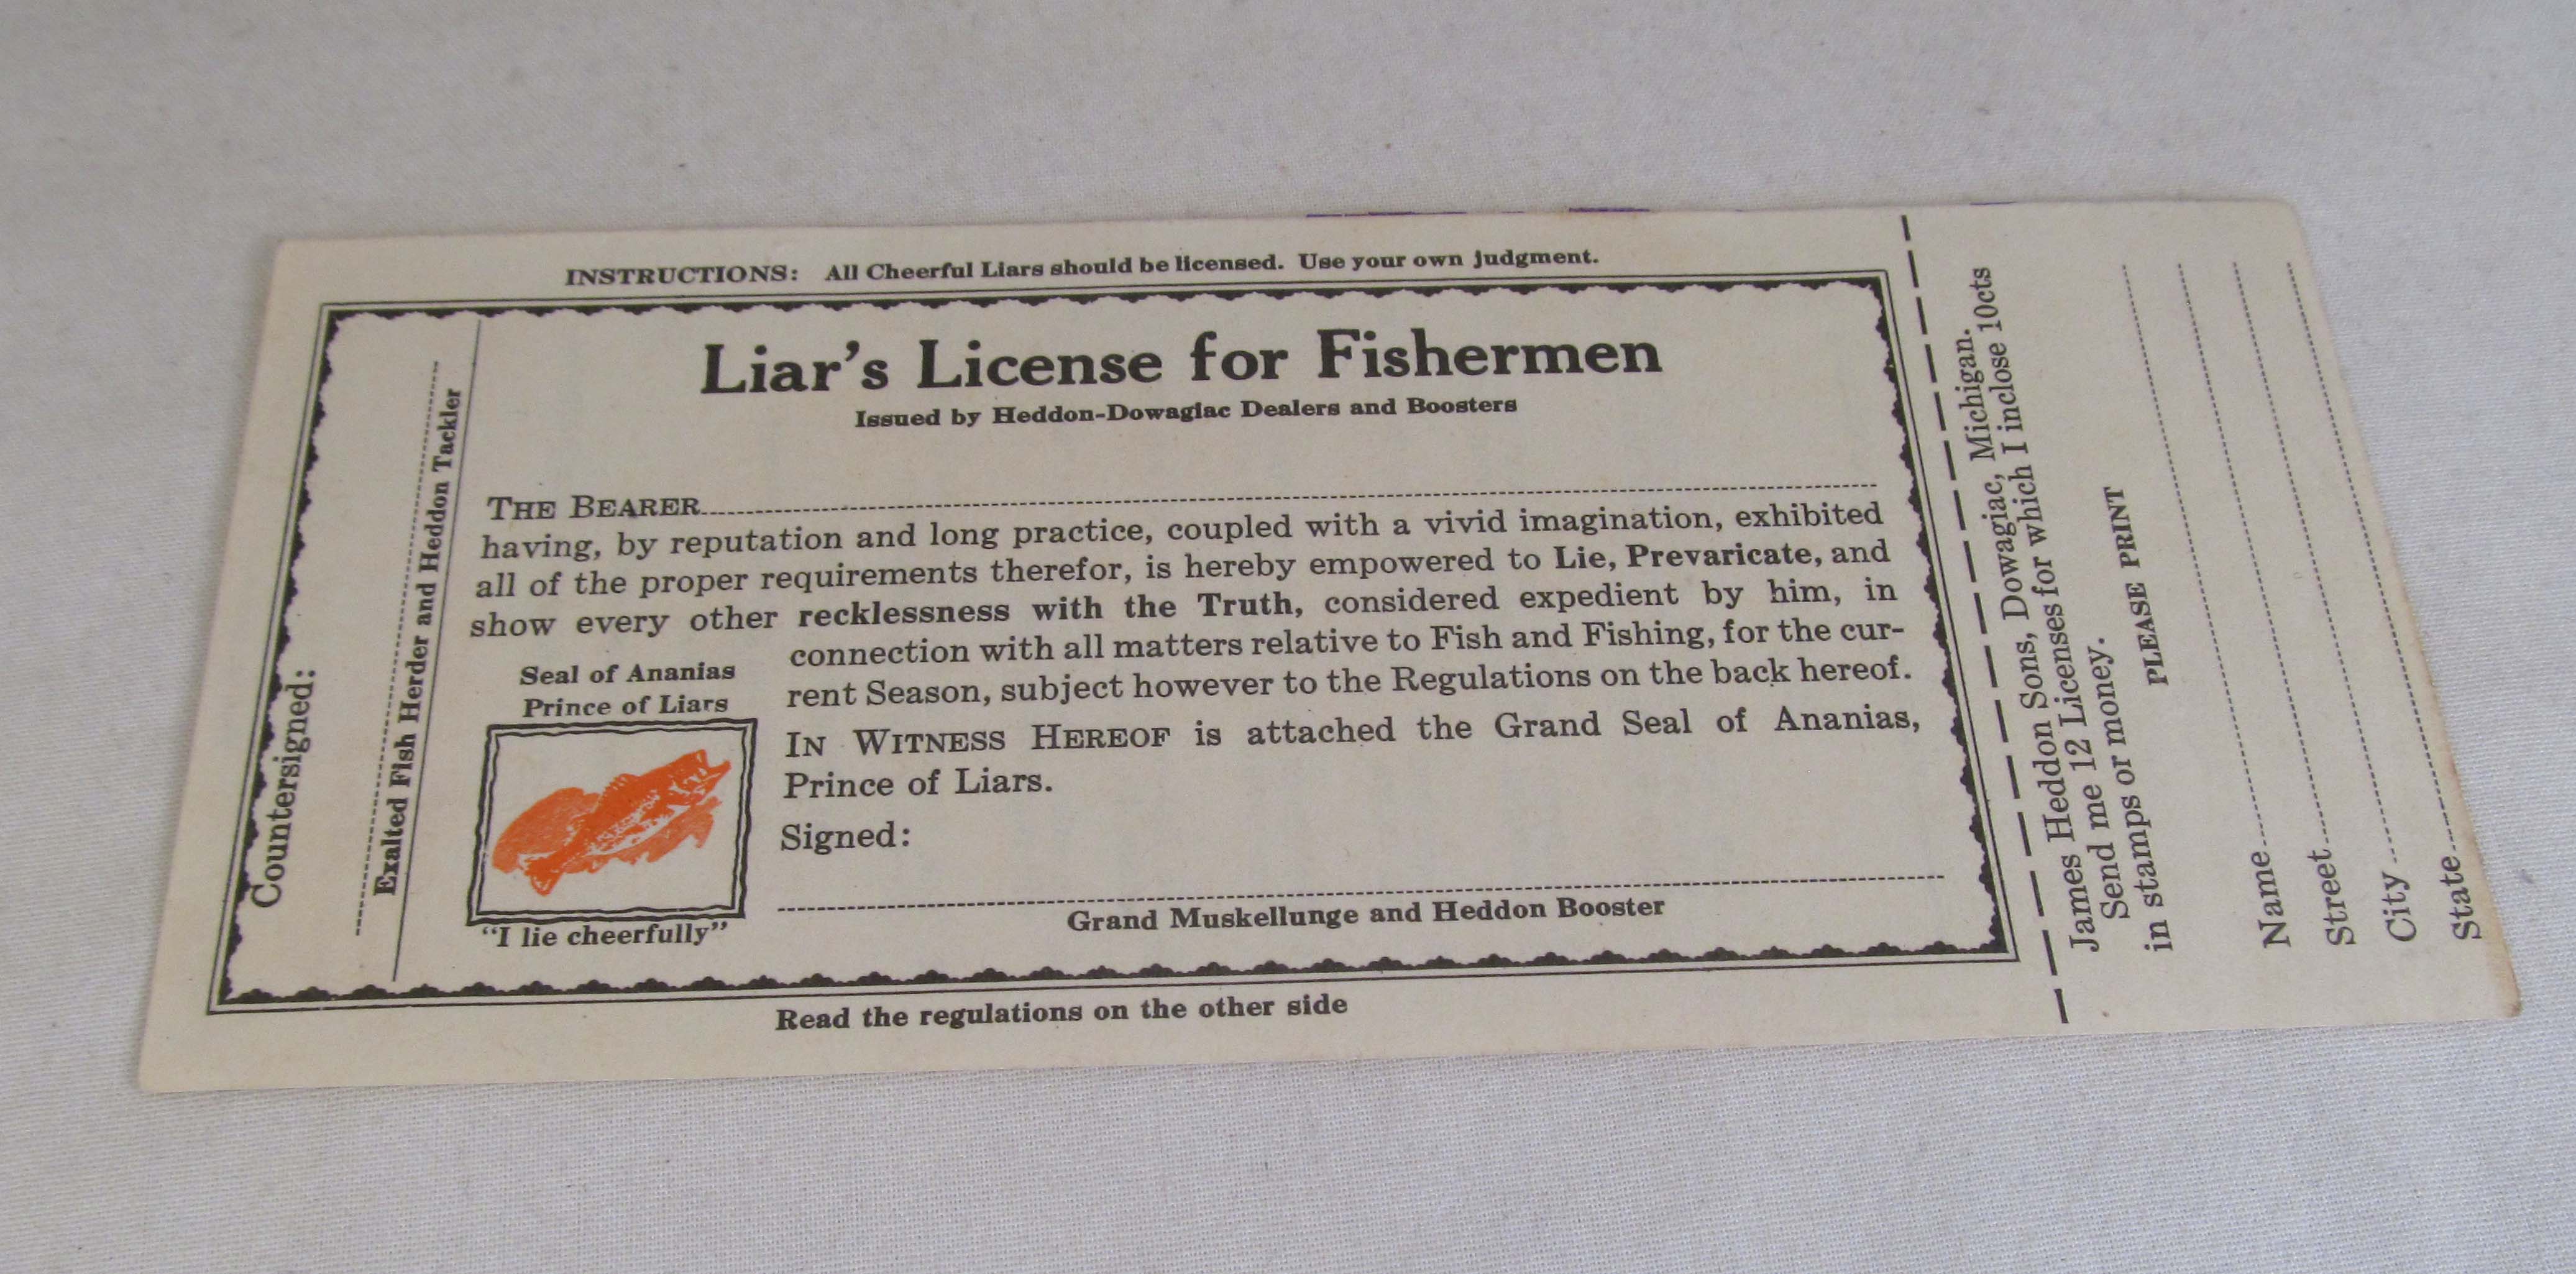 INSTRUCTIONS: All Cheerful Liars should be licensed. Use your own judgment.
Liar's License for Fishermen
Issued by Heddon-Dowagiac Dealers and Boosters
THE BEARER
having, by reputation and long practice, coupled with a vivid imagination, exhibited
all of the proper requirements therefor, is hereby empowered to Lie, Prevaricate, and
show every other recklessness with the Truth, considered expedient by him, in
connection with all matters relative to Fish and Fishing, for the cur-
rent Season, subject however to the Regulations on the back hereof.
IN WITNESS HEREOF is attached the Grand Seal of Ananias,
Prince of Liars.
Signed:
Grand Muskellunge and Heddon Booster
Seal of Ananias
Prince of Liars
"I lie cheerfully"
Countersigned:
Exalted Fish Herder and Heddon Tackler
Read the regulations on the other side
James Heddon Sons, Dowagiac, Michigan.
Send me 12 Licenses for which I inclose 10cts
in stamps or money.
PLEASE PRINT
Name
Street
City
State